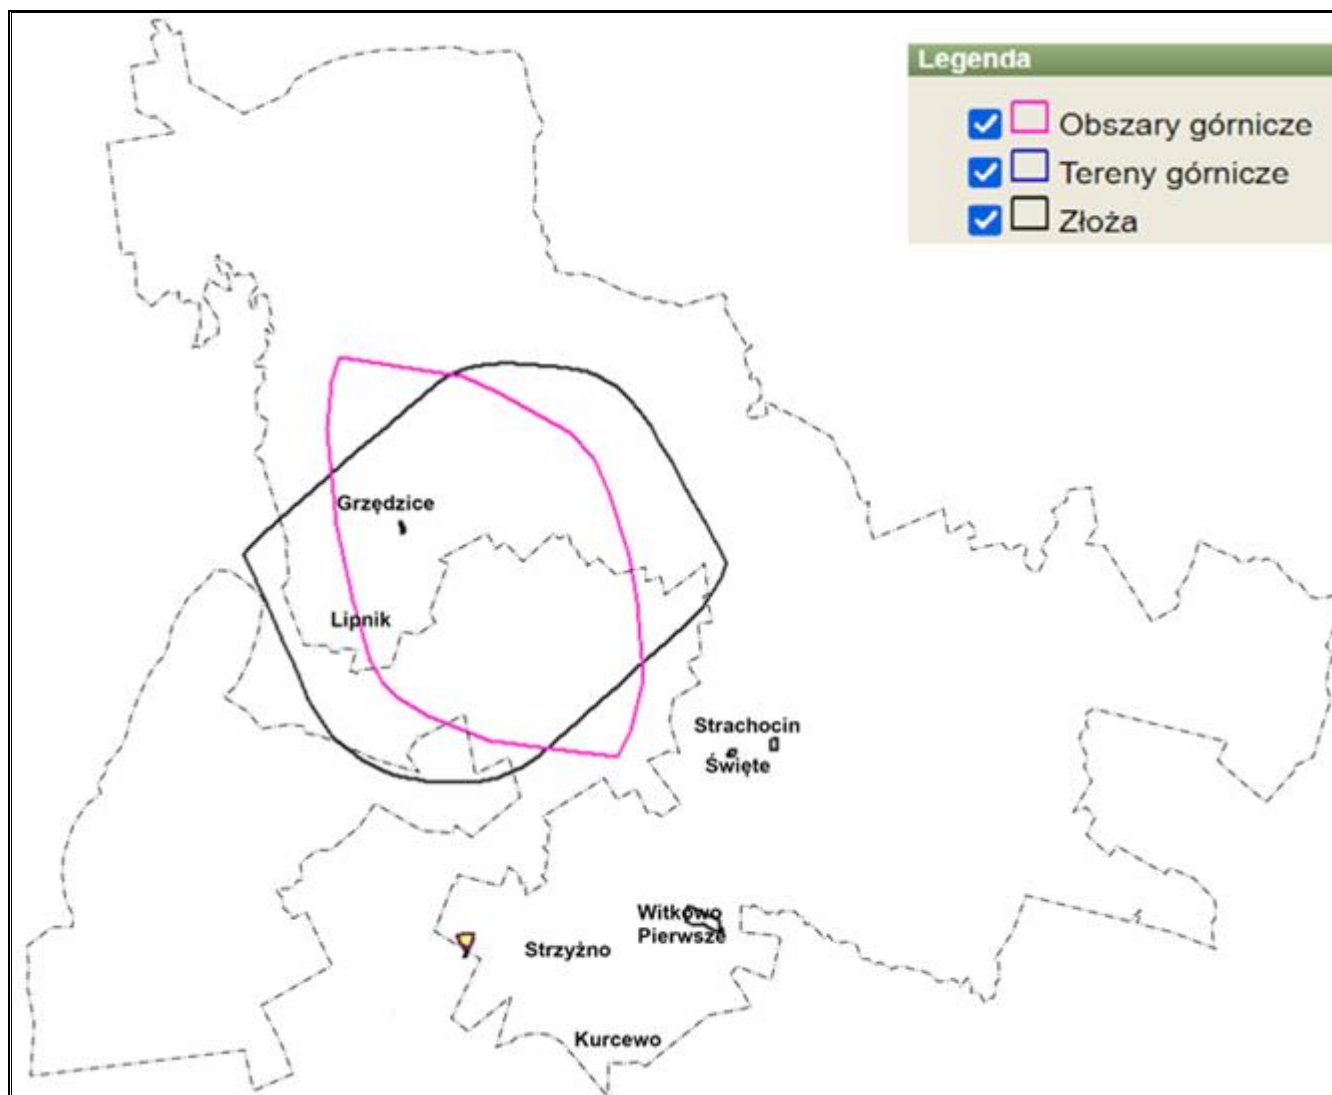 Legenda
Obszary górnicze
Tereny górnicze
Złoża
Grzędzice
Lipnik
Strachocin
Święte
Witkowo
Pierwsze
Strzyżno
Kurcewo